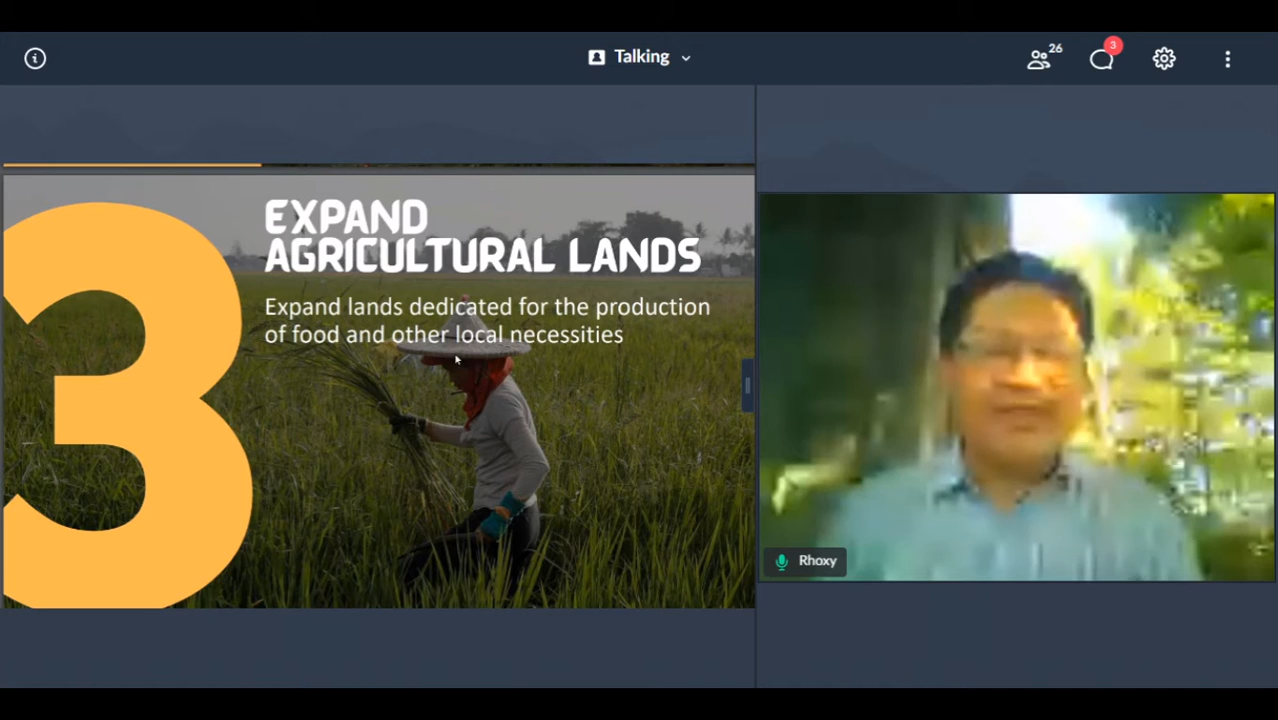 Talking
26
3
3
EXPAND
AGRICULTURAL LANDS
Expand lands dedicated for the production
of food and other local necessities
Rhoxy